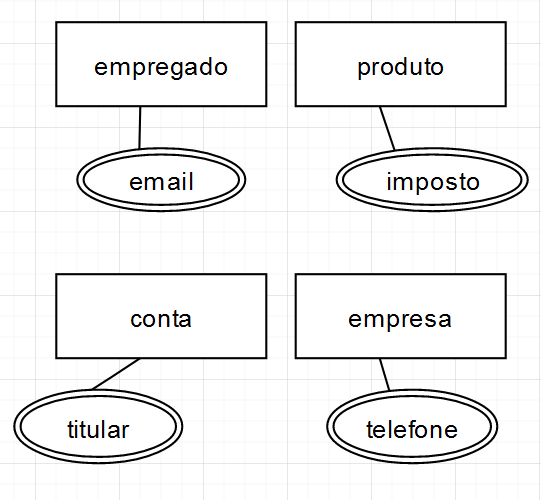 empregado
produto
email
imposto
conta
empresa
titular
telefone